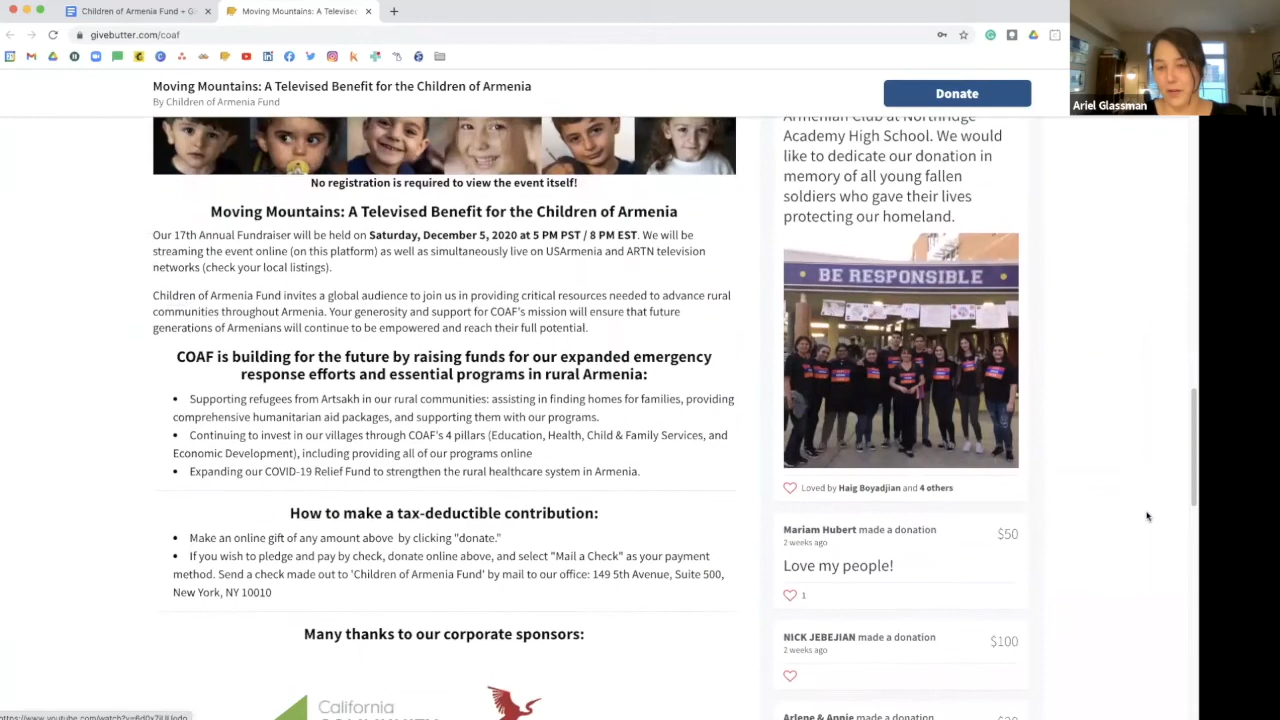 Children of Armenia Fund + G
Moving Mountains: A Televised
givebutter.com/coaf
Ariel Glassman
Moving Mountains: A Televised Benefit for the Children of Armenia
By Children of Armenia Fund
Donate
No registration is required to view the event itself!
Moving Mountains: A Televised Benefit for the Children of Armenia
Our 17th Annual Fundraiser will be held on Saturday, December 5, 2020 at 5 PM PST / 8 PM EST. We will be
streaming the event online (on this platform) as well as simultaneously live on USArmenia and ARTN television
networks (check your local listings).
Children of Armenia Fund invites a global audience to join us in providing critical resources needed to advance rural
communities throughout Armenia. Your generosity and support for COAF's mission will ensure that future
generations of Armenians will continue to be empowered and reach their full potential.
COAF is building for the future by raising funds for our expanded emergency
response efforts and essential programs in rural Armenia:
• Supporting refugees from Artsakh in our rural communities: assisting in finding homes for families, providing
comprehensive humanitarian aid packages, and supporting them with our programs.
• Continuing to invest in our villages through COAF's 4 pillars (Education, Health, Child & Family Services, and
Economic Development), including providing all of our programs online
• Expanding our COVID-19 Relief Fund to strengthen the rural healthcare system in Armenia.
How to make a tax-deductible contribution:
• Make an online gift of any amount above by clicking "donate."
• If you wish to pledge and pay by check, donate online above, and select "Mail a Check" as your payment
method. Send a check made out to 'Children of Armenia Fund' by mail to our office: 149 5th Avenue, Suite 500,
New York, NY 10010
Many thanks to our corporate sponsors:
California
Armenian Club at Northridge
Academy High School. We would
like to dedicate our donation in
memory of all young fallen
soldiers who gave their lives
protecting our homeland.
BE RESPONSIBLE
Loved by Haig Boyadjian and 4 others
Mariam Hubert made a donation $50
2 weeks ago
Love my people!
1
NICK JEBEJIAN made a donation $100
2 weeks ago
Arlene & Annie made a donation